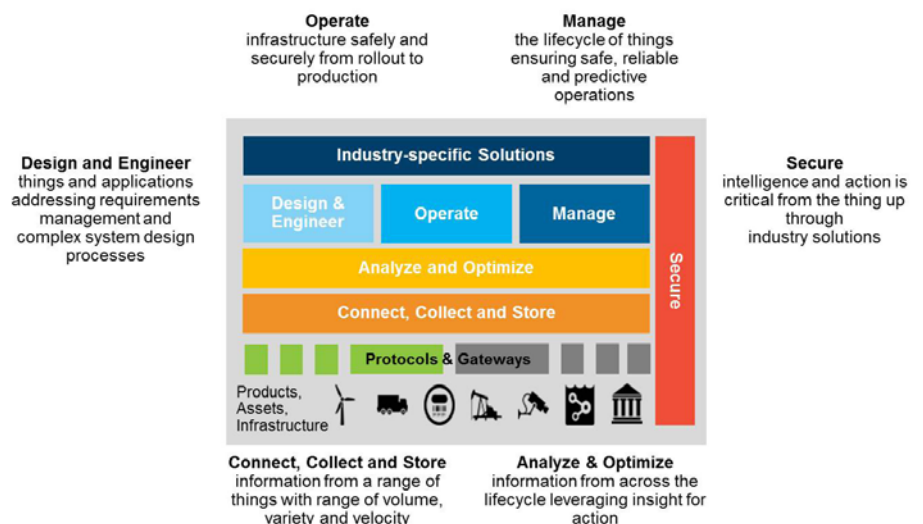 Operate
infrastructure safely and
securely from rollout to
production
Manage
the lifecycle of things
ensuring safe, reliable
and predictive
operations
Design and Engineer
things and applications
addressing requirements
management and
complex system design
processes
Industry-specific Solutions
Design &
Engineer
Operate
Manage
Analyze and Optimize
Connect, Collect and Store
Protocols & Gateways
Products,
Assets,
Infrastructure
Secure
Secure
intelligence and action is
critical from the thing up
through
industry solutions
Connect, Collect and Store
information from a range of
things with range of volume,
variety and velocity
Analyze & Optimize
information from across the
lifecycle leveraging insight for
action